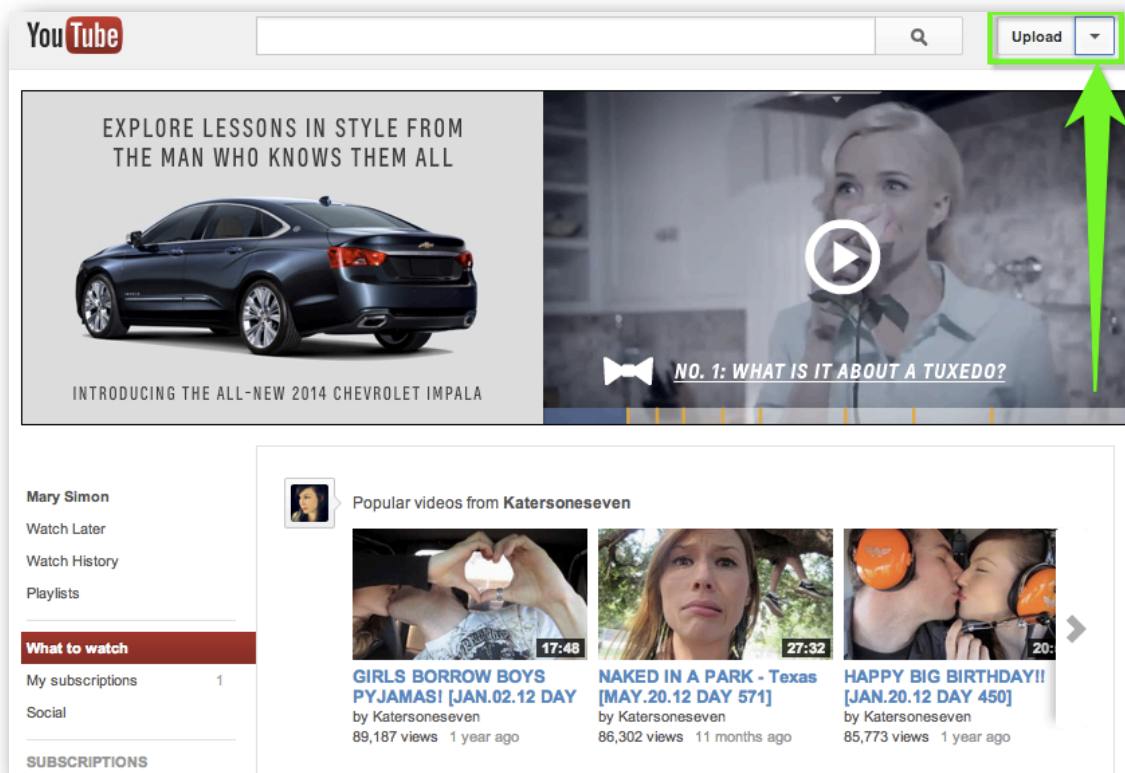 YouTube
Upload
EXPLORE LESSONS IN STYLE FROM
THE MAN WHO KNOWS THEM ALL
INTRODUCING THE ALL-NEW 2014 CHEVROLET IMPALA
NO. 1: WHAT IS IT ABOUT A TUXEDO?
Mary Simon
Watch Later
Watch History
Playlists
What to watch
My subscriptions 1
Social
SUBSCRIPTIONS
Popular videos from Katersoneseven
17:48
27:32
20:
GIRLS BORROW BOYS
PYJAMAS! [JAN.02.12 DAY
by Katersoneseven
89,187 views 1 year ago
NAKED IN A PARK - Texas
[MAY.20.12 DAY 571]
by Katersoneseven
86,302 views 11 months ago
HAPPY BIG BIRTHDAY!!
[JAN.20.12 DAY 450]
by Katersoneseven
85,773 views 1 year ago